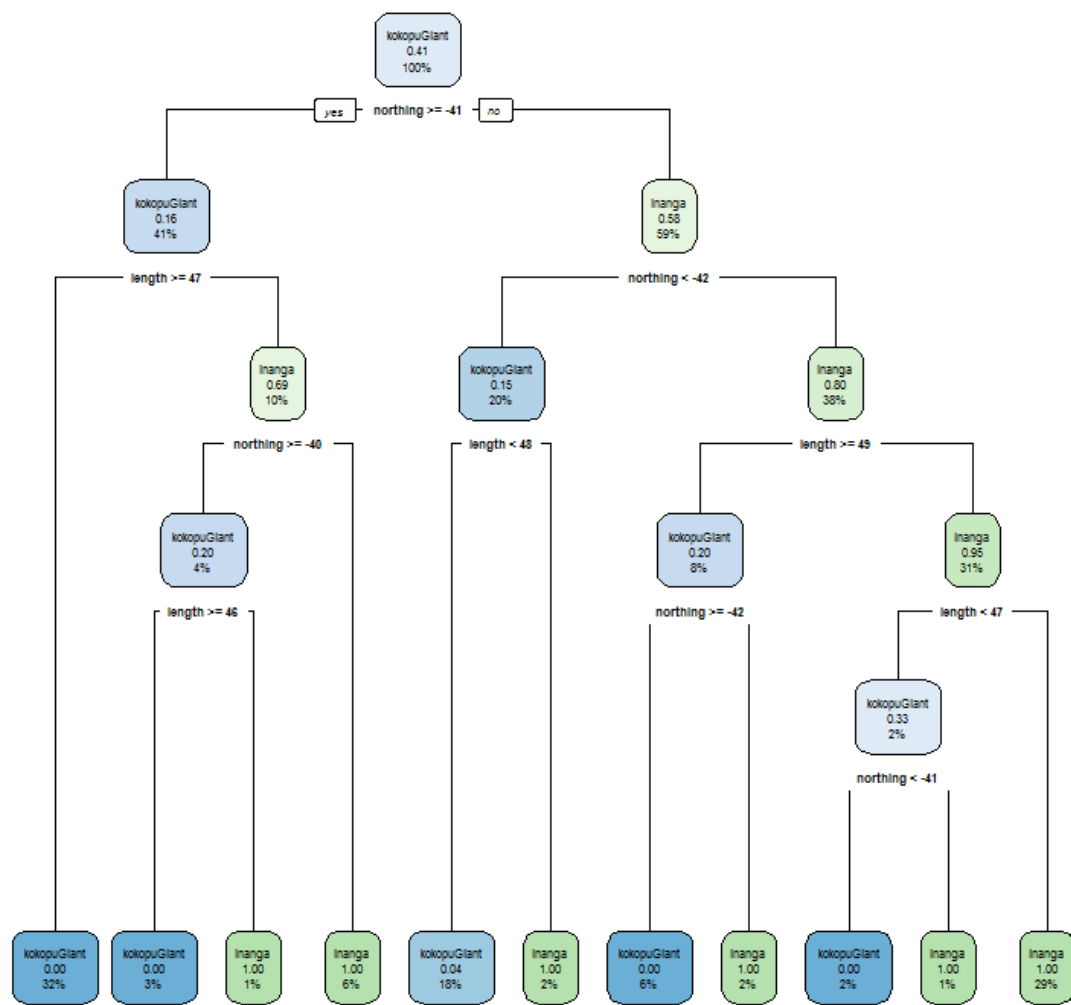 kokopuGiant
0.41
100%
yes
northing >= -41
no
kokopuGiant
0.16
41%
Inanga
0.58
59%
length >= 47
northing < -42
Inanga
0.69
10%
kokopuGiant
0.15
20%
Inanga
0.80
38%
northing >= -40
length < 48
length >= 49
kokopuGiant
0.20
4%
kokopuGiant
0.20
8%
Inanga
0.95
31%
length >= 46
northing >= -42
length < 47
kokopuGiant
0.33
2%
northing < -41
kokopuGiant
0.00
32%
kokopuGiant
0.00
3%
Inanga
1.00
1%
Inanga
1.00
6%
kokopuGiant
0.04
18%
Inanga
1.00
2%
kokopuGiant
0.00
6%
Inanga
1.00
2%
kokopuGiant
0.00
2%
Inanga
1.00
1%
Inanga
1.00
29%